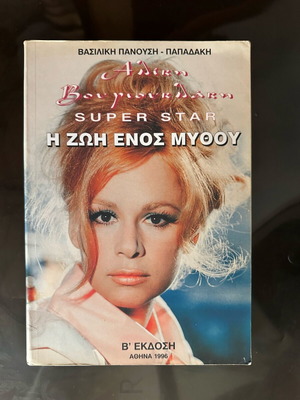 ΒΑΣΙΛΙΚΗ ΠΑΝΟΥΣΗ - ΠΑΠΑΔΑΚΗ
Αλίκη
Βουγιουκλάκη
SUPER STAR
Η ΖΩΗ ΕΝΟΣ ΜΥΘΟΥ
Β' ΕΚΔΟΣΗ
ΑΘΗΝΑ 1996